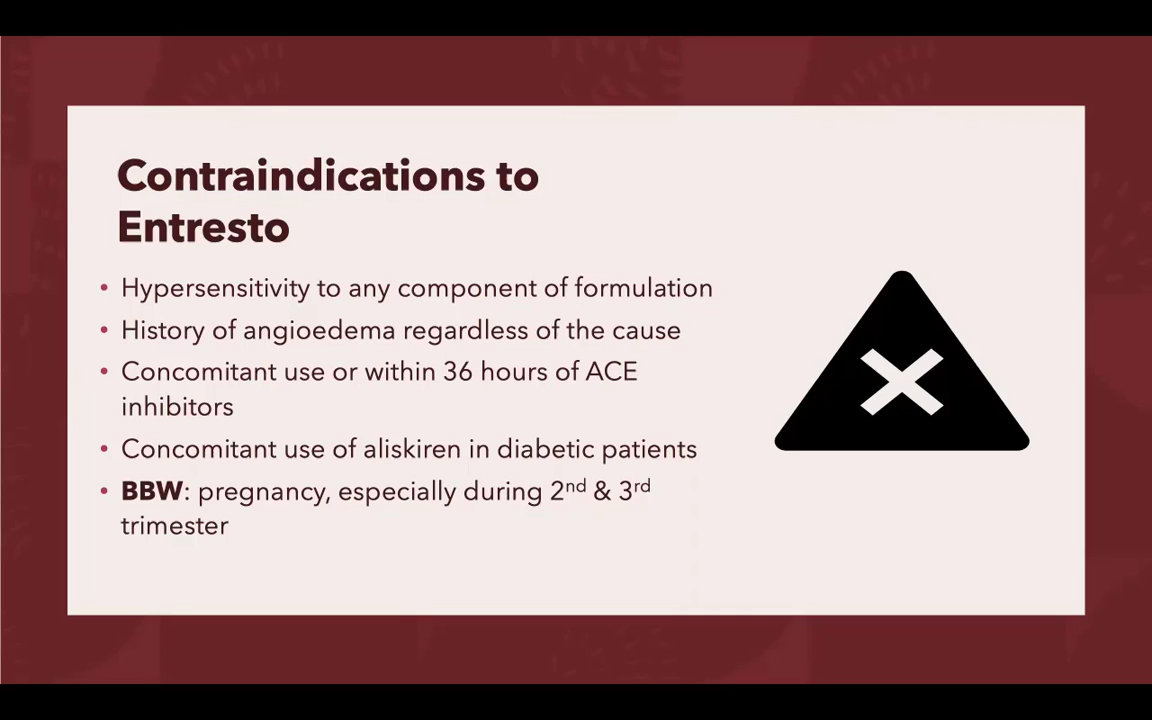 Contraindications to
Entresto
• Hypersensitivity to any component of formulation
• History of angioedema regardless of the cause
• Concomitant use or within 36 hours of ACE
inhibitors
• Concomitant use of aliskiren in diabetic patients
• BBW: pregnancy, especially during 2nd & 3rd
trimester